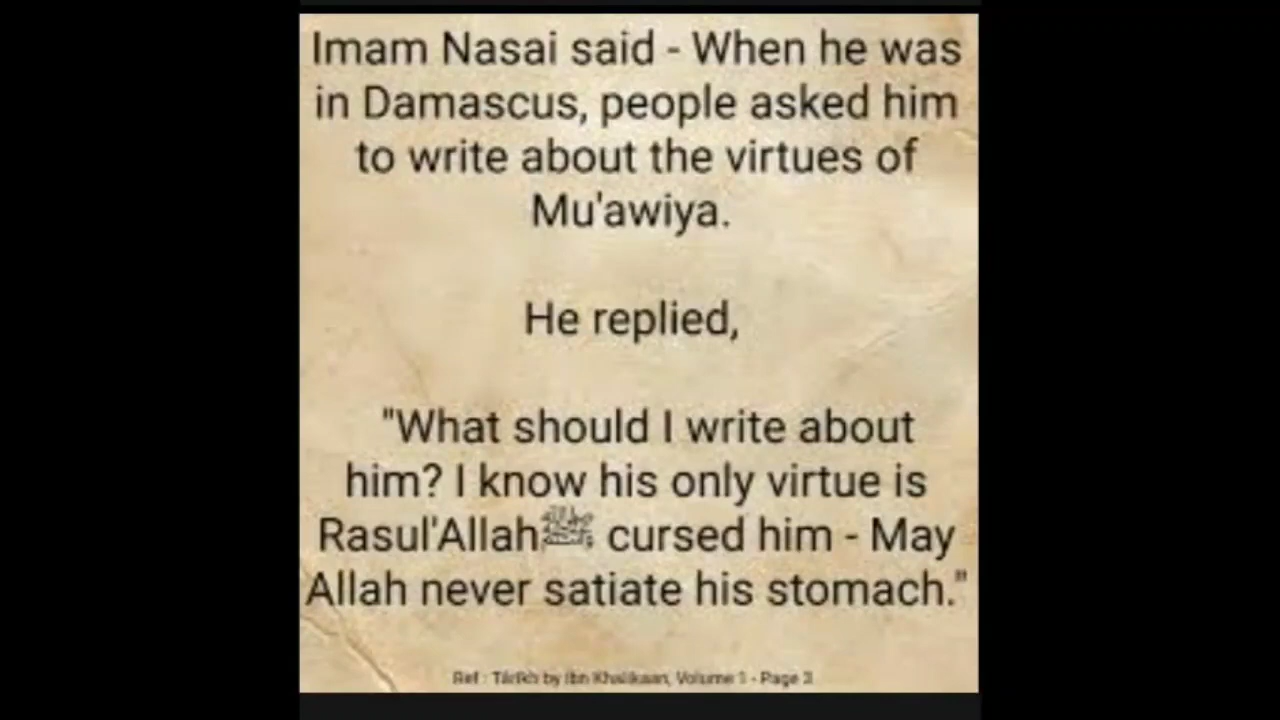 Imam Nasai said - When he was
in Damascus, people asked him
to write about the virtues of
Mu'awiya.
He replied,
"What should I write about
him? I know his only virtue is
Rasul'Allahﷺ cursed him - May
Allah never satiate his stomach."
Ref : Tárikh by Ibn Khalikaan, Volume 1 - Page 3